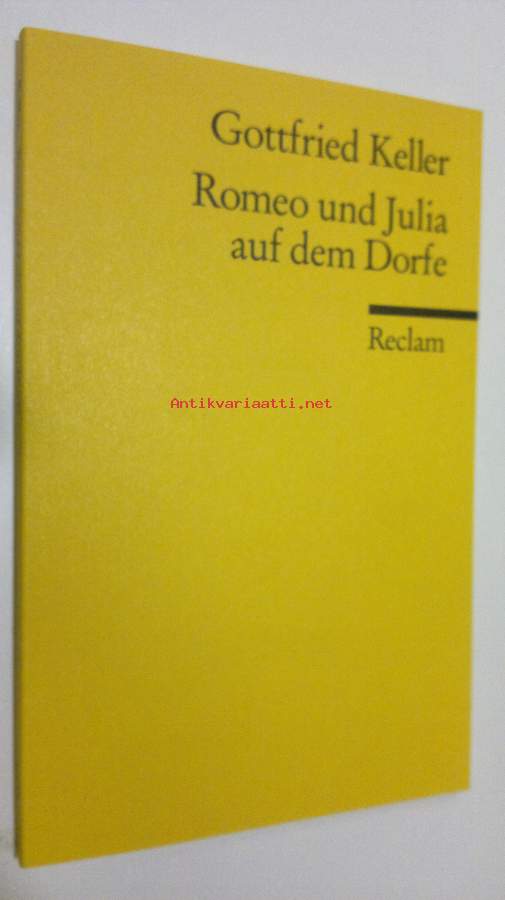 Gottfried Keller
Romeo und Julia
auf dem Dorfe
Reclam
Antikvariaatti.net